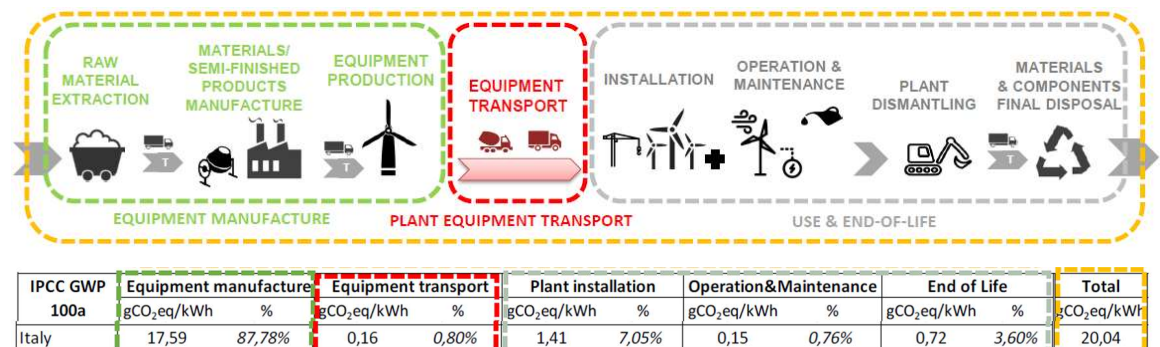 RAW
MATERIAL
EXTRACTION
MATERIALS/
SEMI-FINISHED
PRODUCTS
MANUFACTURE
EQUIPMENT
PRODUCTION
EQUIPMENT
TRANSPORT
INSTALLATION
OPERATION &
MAINTENANCE
PLANT
DISMANTLING
MATERIALS
& COMPONENTS
FINAL DISPOSAL
T
T
T
EQUIPMENT MANUFACTURE
PLANT EQUIPMENT TRANSPORT
USE & END-OF-LIFE
IPCC GWP Equipment manufacture Equipment transport Plant installation Operation&Maintenance End of Life Total
100a gCO₂eq/kWh % gCO₂eq/kWh % gCO₂eq/kWh % gCO₂eq/kWh % gCO₂eq/kWh % gCO₂eq/kWh
Italy 17,59 87,78% 0,16 0,80% 1,41 7,05% 0,15 0,76% 0,72 3,60% 20,04